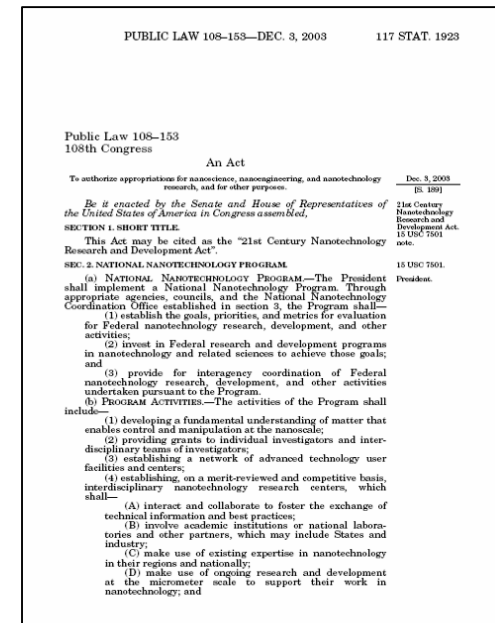 PUBLIC LAW 108–153—DEC. 3, 2003 117 STAT. 1923
Public Law 108–153
108th Congress
An Act
To authorize appropriations for nanoscience, nanoengineering, and nanotechnology
research, and for other purposes.
Dec. 3, 2003
[S. 189]
Be it enacted by the Senate and House of Representatives of
the United States of America in Congress assembled,
21st Century
Nanotechnology
Research and
Development Act.
15 USC 7501
note.
SECTION 1. SHORT TITLE.
This Act may be cited as the “21st Century Nanotechnology
Research and Development Act”.
SEC. 2. NATIONAL NANOTECHNOLOGY PROGRAM.
15 USC 7501.
(a) NATIONAL NANOTECHNOLOGY PROGRAM.—The President
President.
shall implement a National Nanotechnology Program. Through
appropriate agencies, councils, and the National Nanotechnology
Coordination Office established in section 3, the Program shall—
(1) establish the goals, priorities, and metrics for evaluation
for Federal nanotechnology research, development, and other
activities;
(2) invest in Federal research and development programs
in nanotechnology and related sciences to achieve those goals;
and
(3) provide for interagency coordination of Federal
nanotechnology research, development, and other activities
undertaken pursuant to the Program.
(b) PROGRAM ACTIVITIES.—The activities of the Program shall
include—
(1) developing a fundamental understanding of matter that
enables control and manipulation at the nanoscale;
(2) providing grants to individual investigators and inter-
disciplinary teams of investigators;
(3) establishing a network of advanced technology user
facilities and centers;
(4) establishing, on a merit-reviewed and competitive basis,
interdisciplinary nanotechnology research centers, which
shall—
(A) interact and collaborate to foster the exchange of
technical information and best practices;
(B) involve academic institutions or national labora-
tories and other partners, which may include States and
industry;
(C) make use of existing expertise in nanotechnology
in their regions and nationally;
(D) make use of ongoing research and development
at the micrometer scale to support their work in
nanotechnology; and